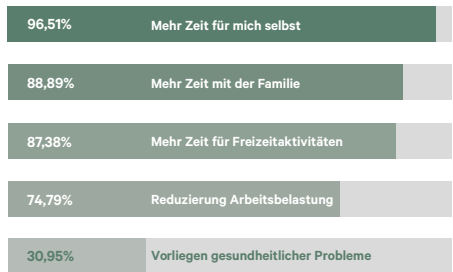 96,51% Mehr Zeit für mich selbst
88,89% Mehr Zeit mit der Familie
87,38% Mehr Zeit für Freizeitaktivitäten
74,79% Reduzierung Arbeitsbelastung
30,95% Vorliegen gesundheitlicher Probleme